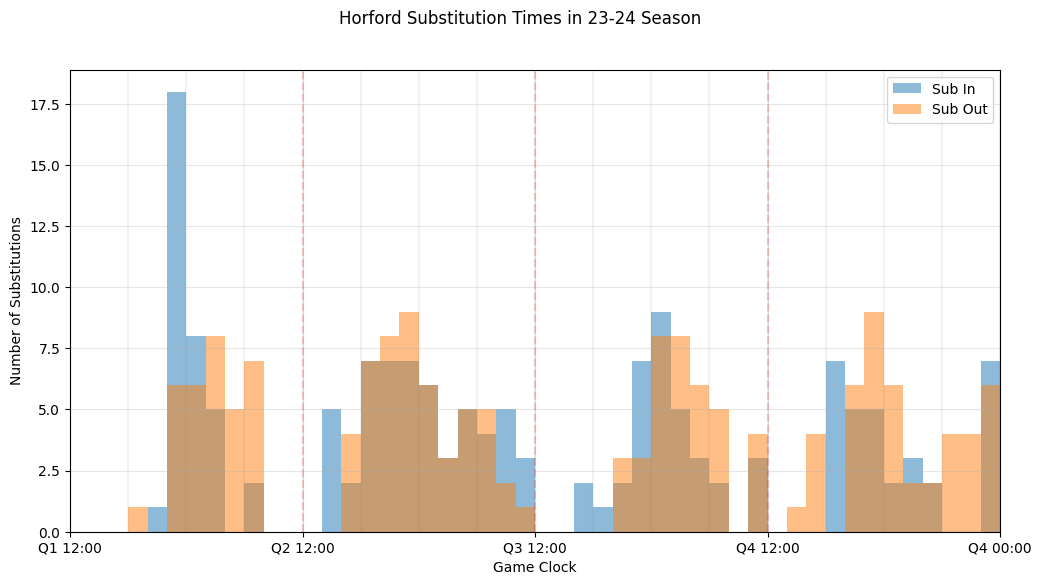 Horford Substitution Times in 23-24 Season
Sub In
Sub Out
17.5
15.0
12.5
10.0
7.5
5.0
2.5
0.0
Number of Substitutions
Q1 12:00
Q2 12:00
Q3 12:00
Q4 12:00
Q4 00:00
Game Clock